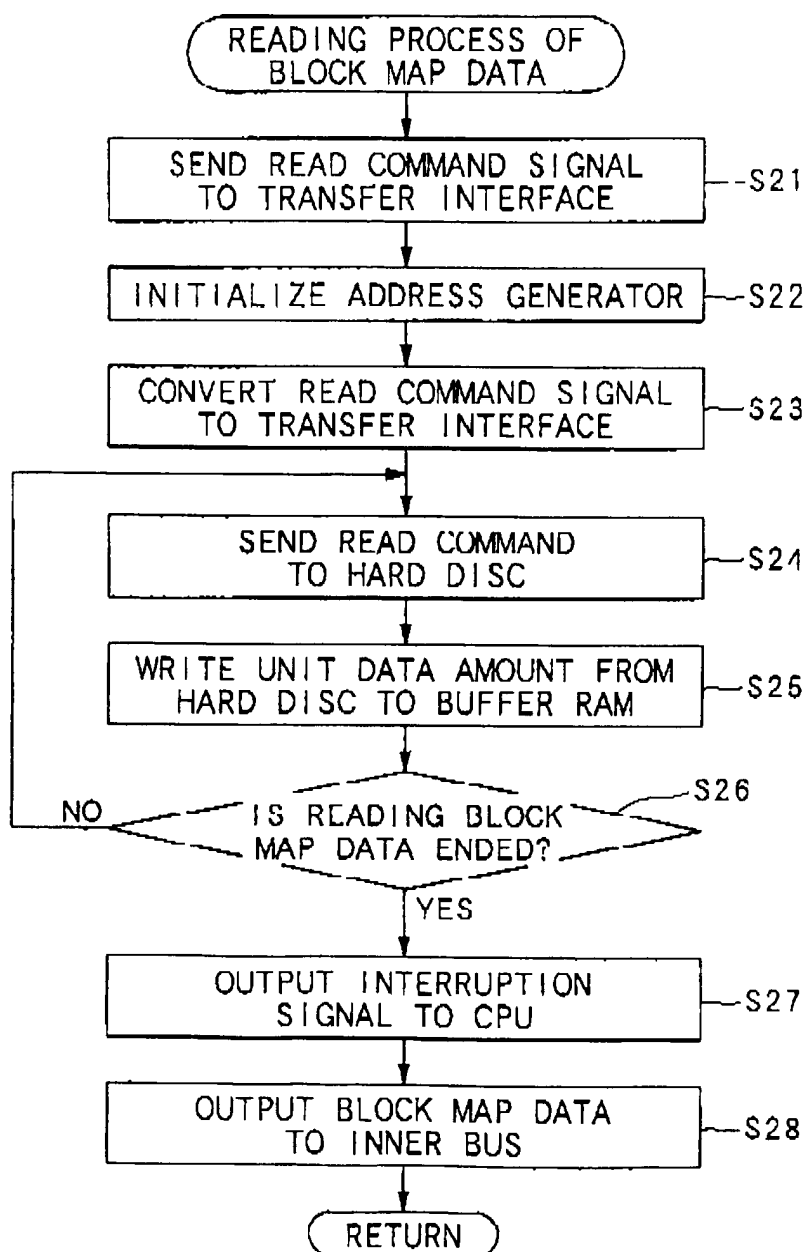 READING PROCESS OF
BLOCK MAP DATA
SEND READ COMMAND SIGNAL
TO TRANSFER INTERFACE
S21
INITIALIZE ADDRESS GENERATOR
S22
CONVERT READ COMMAND SIGNAL
TO TRANSFER INTERFACE
S23
SEND READ COMMAND
TO HARD DISC
S24
WRITE UNIT DATA AMOUNT FROM
HARD DISC TO BUFFER RAM
S25
S26
NO
IS READING BLOCK
MAP DATA ENDED?
YES
OUTPUT INTERRUPTION
SIGNAL TO CPU
S27
OUTPUT BLOCK MAP DATA
TO INNER BUS
S28
RETURN